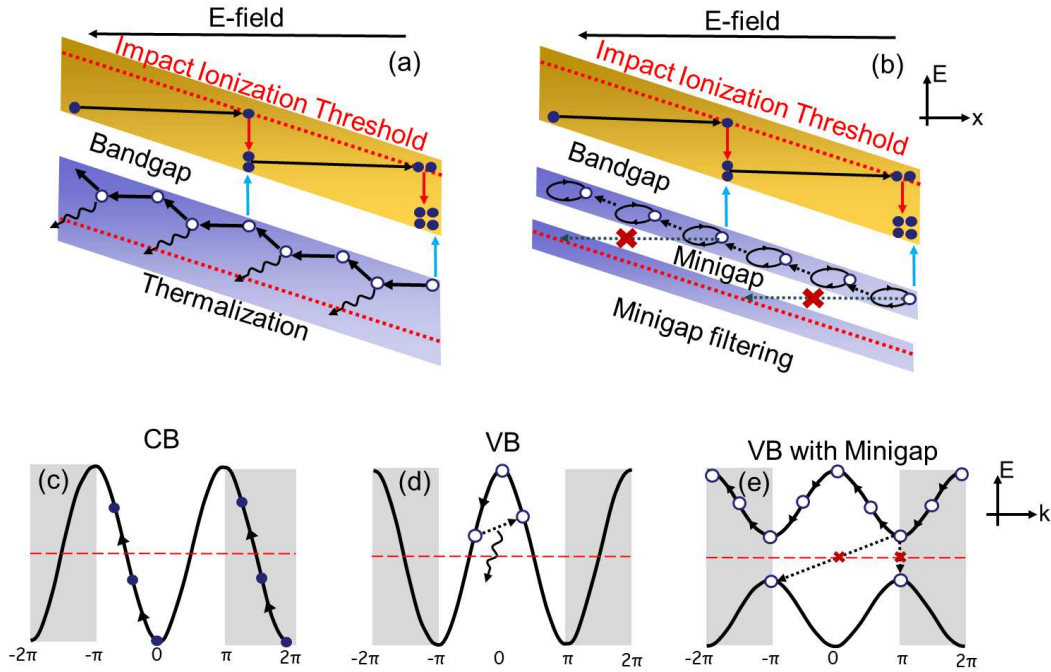 E-field
(a)
Impact Ionization Threshold
Bandgap
Thermalization
E-field
(b)
E
x
Impact Ionization Threshold
Bandgap
Minigap
Minigap filtering
CB
(c)
-2π -π 0 π 2π
VB
(d)
-2π -π 0 π 2π
VB with Minigap
(e)
E
k
-2π -π 0 π 2π